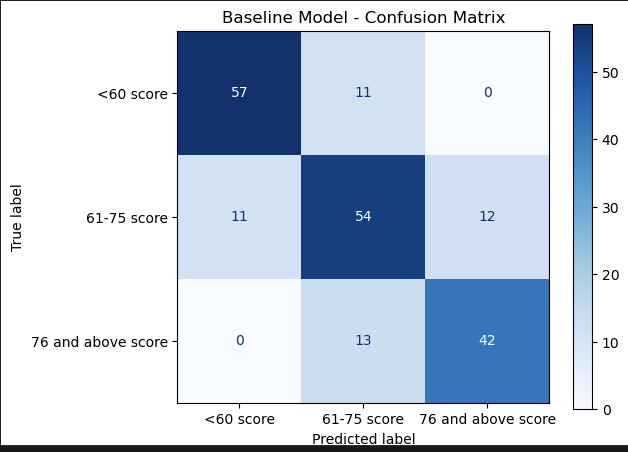 Baseline Model - Confusion Matrix
<60 score
57
11
0
61-75 score
11
54
12
76 and above score
0
13
42
<60 score
61-75 score
76 and above score
Predicted label
True label
50
40
30
20
10
0